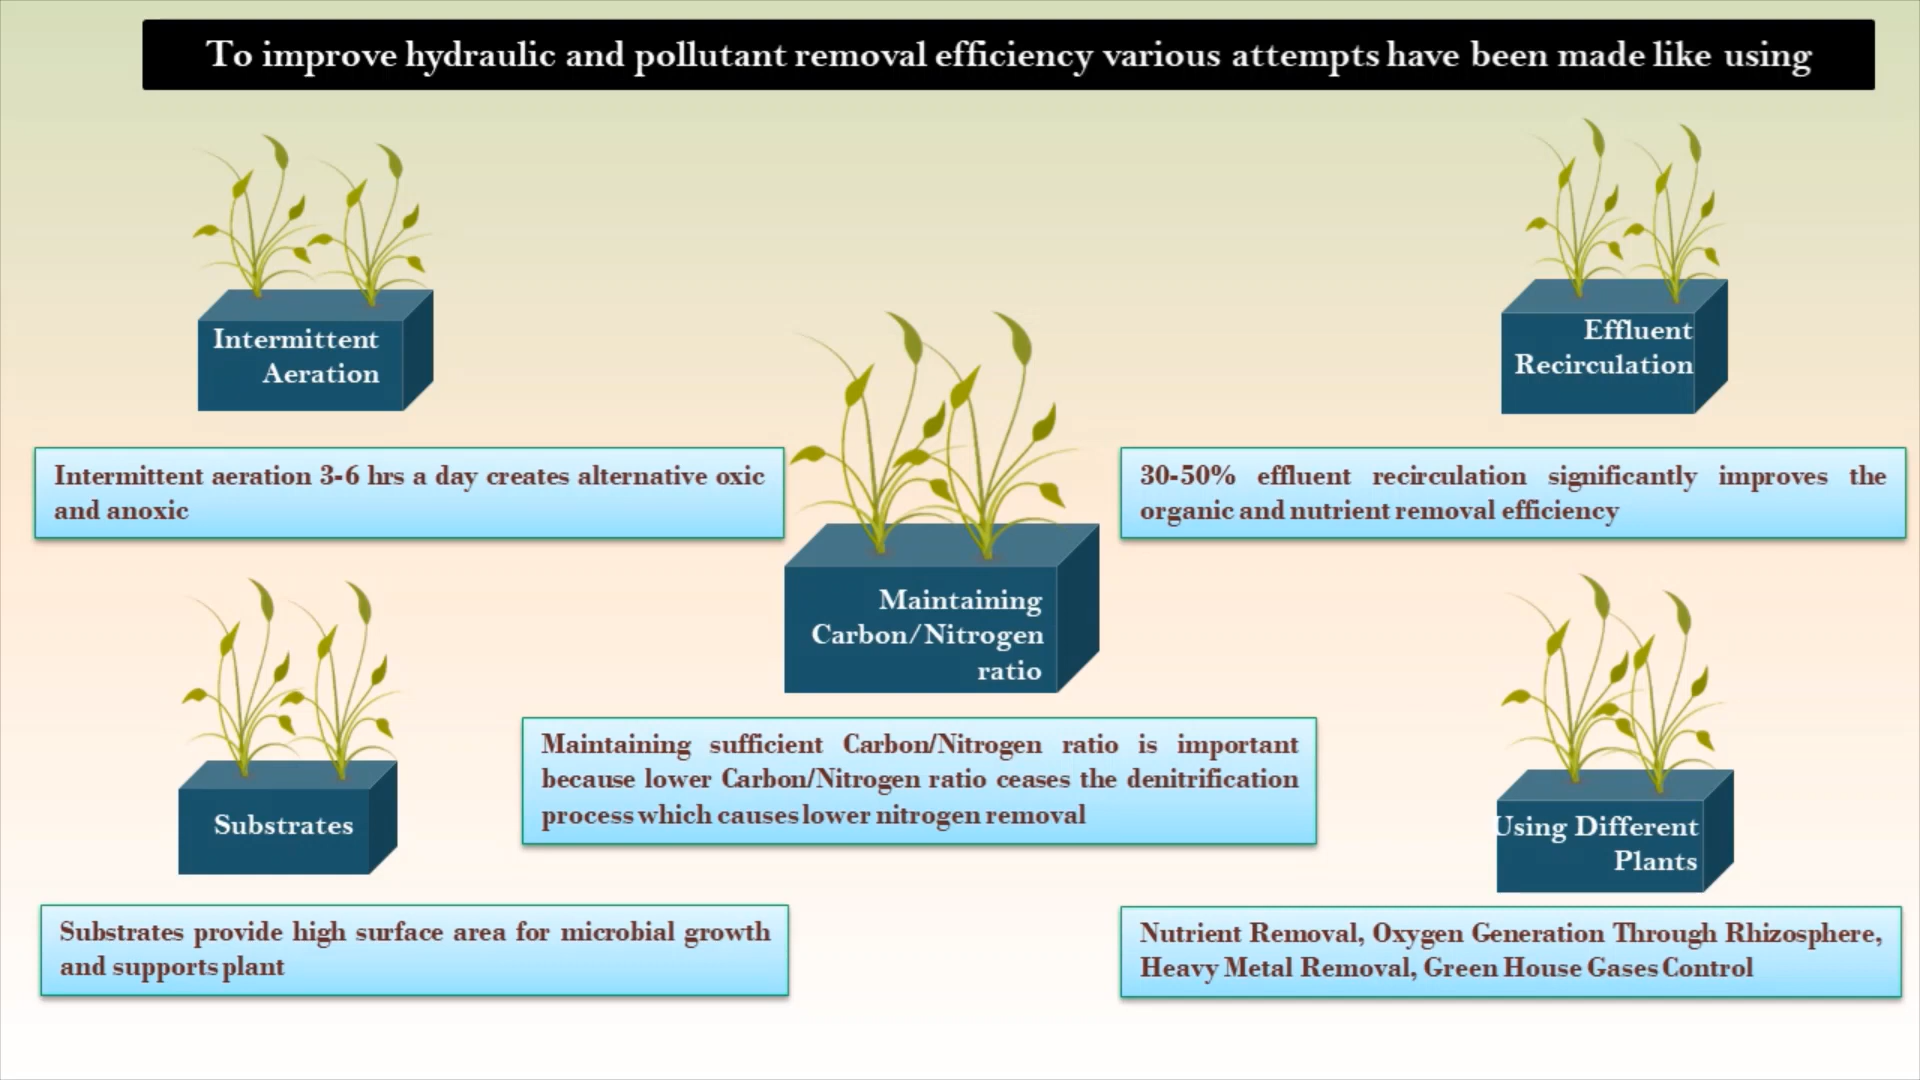 To improve hydraulic and pollutant removal efficiency various attempts have been made like using
Intermittent
Aeration
Effluent
Recirculation
Intermittent aeration 3-6 hrs a day creates alternative oxic
and anoxic
30-50% effluent recirculation significantly improves the
organic and nutrient removal efficiency
Maintaining
Carbon/Nitrogen
ratio
Maintaining sufficient Carbon/Nitrogen ratio is important
because lower Carbon/Nitrogen ratio ceases the denitrification
process which causes lower nitrogen removal
Substrates
Using Different
Plants
Substrates provide high surface area for microbial growth
and supports plant
Nutrient Removal, Oxygen Generation Through Rhizosphere,
Heavy Metal Removal, Green House Gases Control